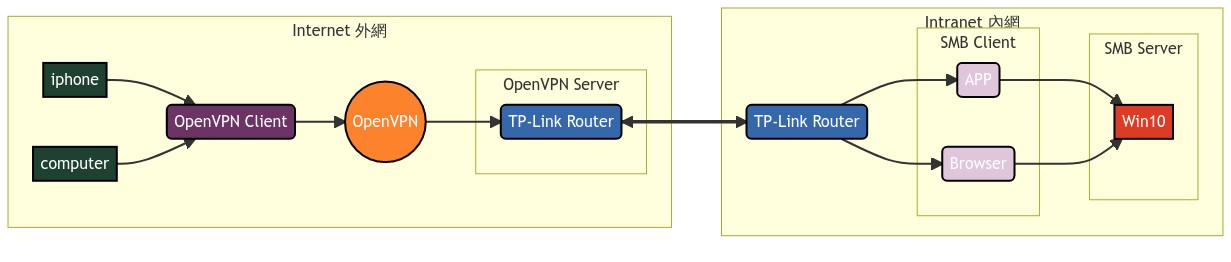 Internet 外網
iphone
computer
OpenVPN Client
OpenVPN
OpenVPN Server
TP-Link Router
Intranet 內網
TP-Link Router
SMB Client
APP
Browser
SMB Server
Win10